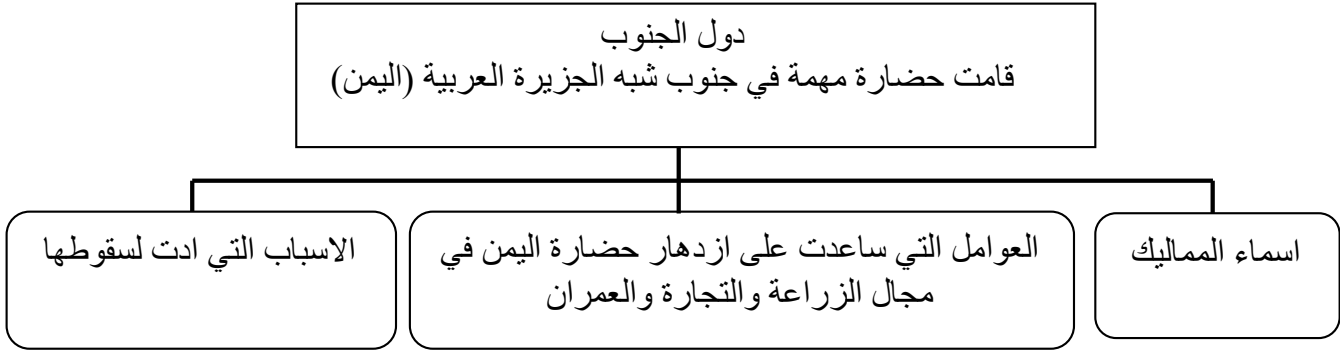 دول الجنوب
قامت حضارة مهمة في جنوب شبه الجزيرة العربية (اليمن)
اسماء المماليك
العوامل التي ساعدت على ازدهار حضارة اليمن في
مجال الزراعة والتجارة والعمران
الاسباب التي ادت لسقوطها